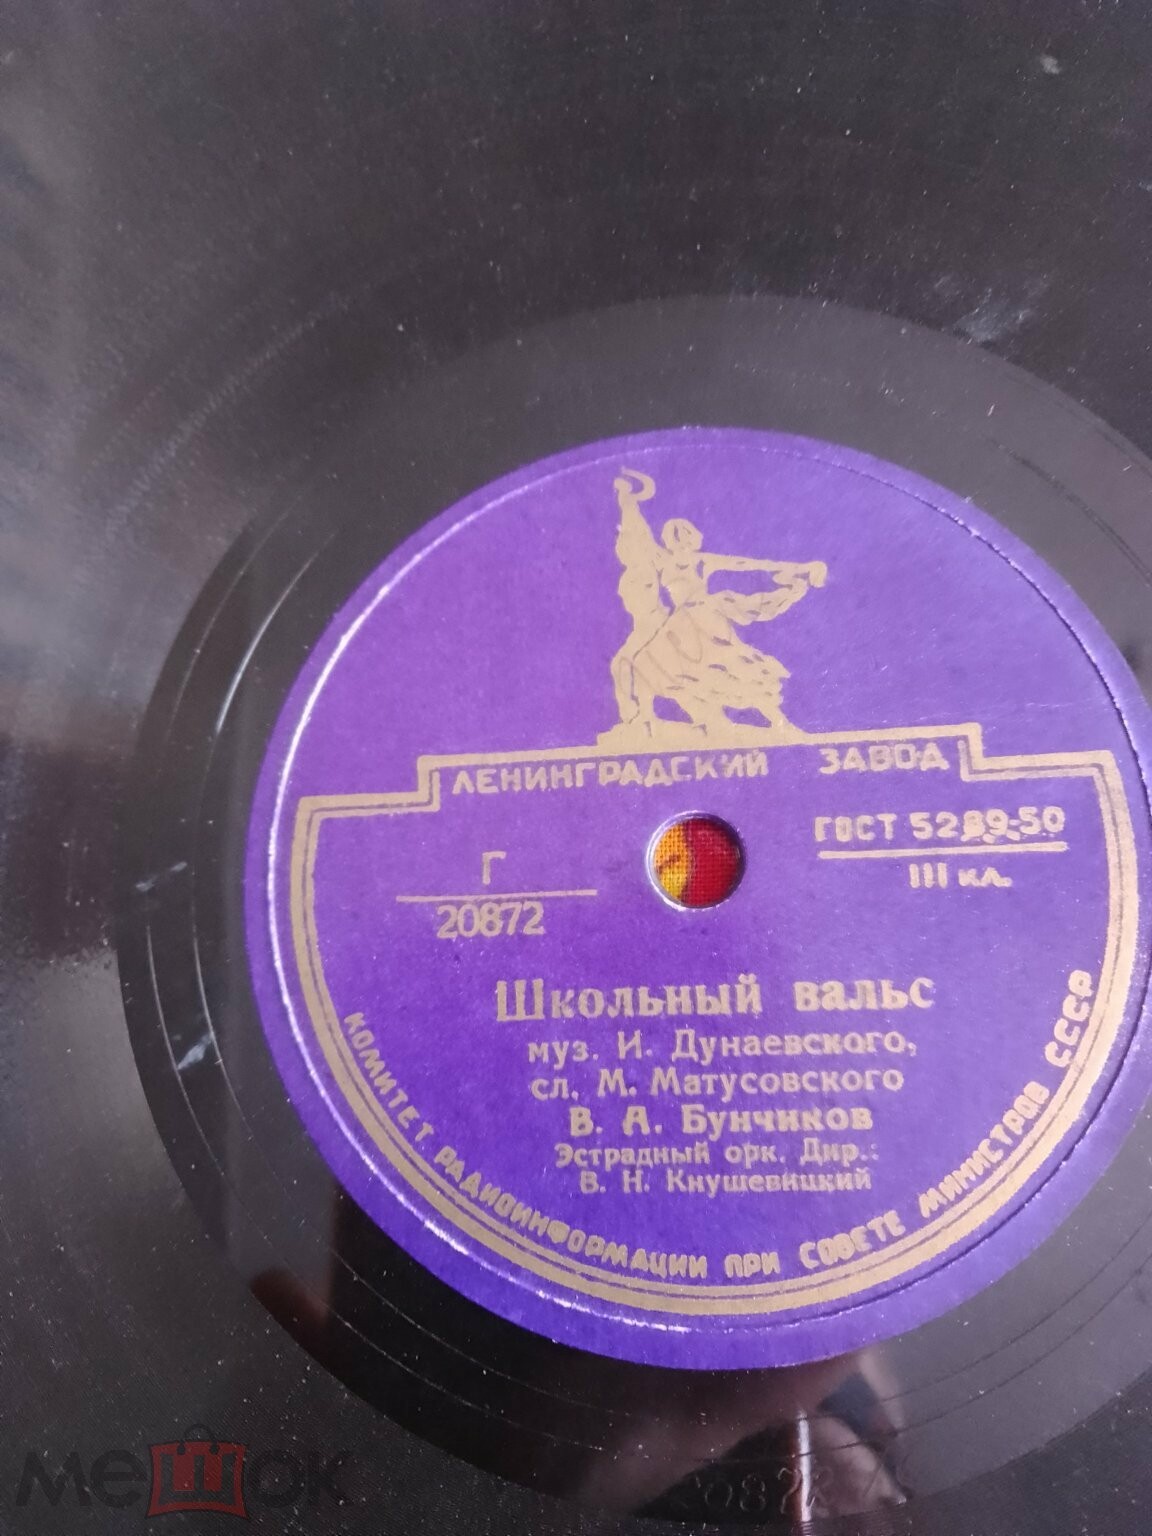 ЛЕНИНГРАДСКИЙ ЗАВОД
ГОСТ 5289-50
III кл.
Г
20872
Школьный вальс
муз. И. Дунаевского,
сл. М. Матусовского
В. А. Бунчиков
Эстрадный орк. Дир.:
В. Н. Кнушевицкий
КОМИТЕТ РАДИОИНФОРМАЦИИ ПРИ СОВЕТЕ МИНИСТРОВ СССР
мешок